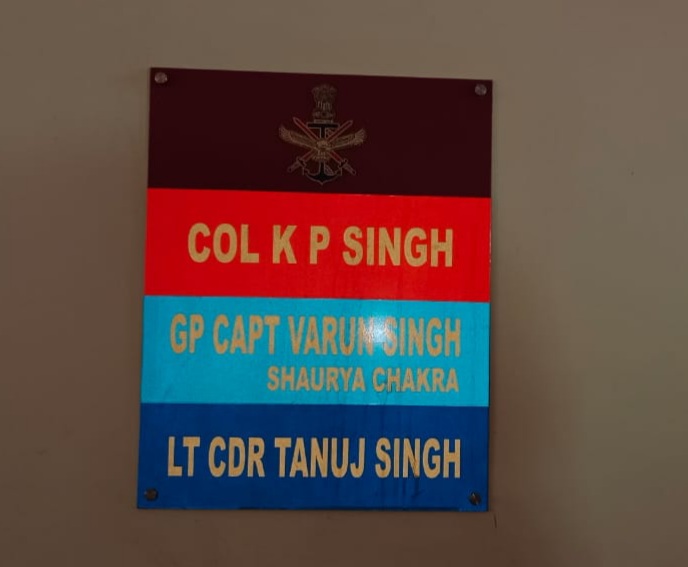 COL K P SINGH
GP CAPT VARUN SINGH
SHAURYA CHAKRA
LT CDR TANUJ SINGH